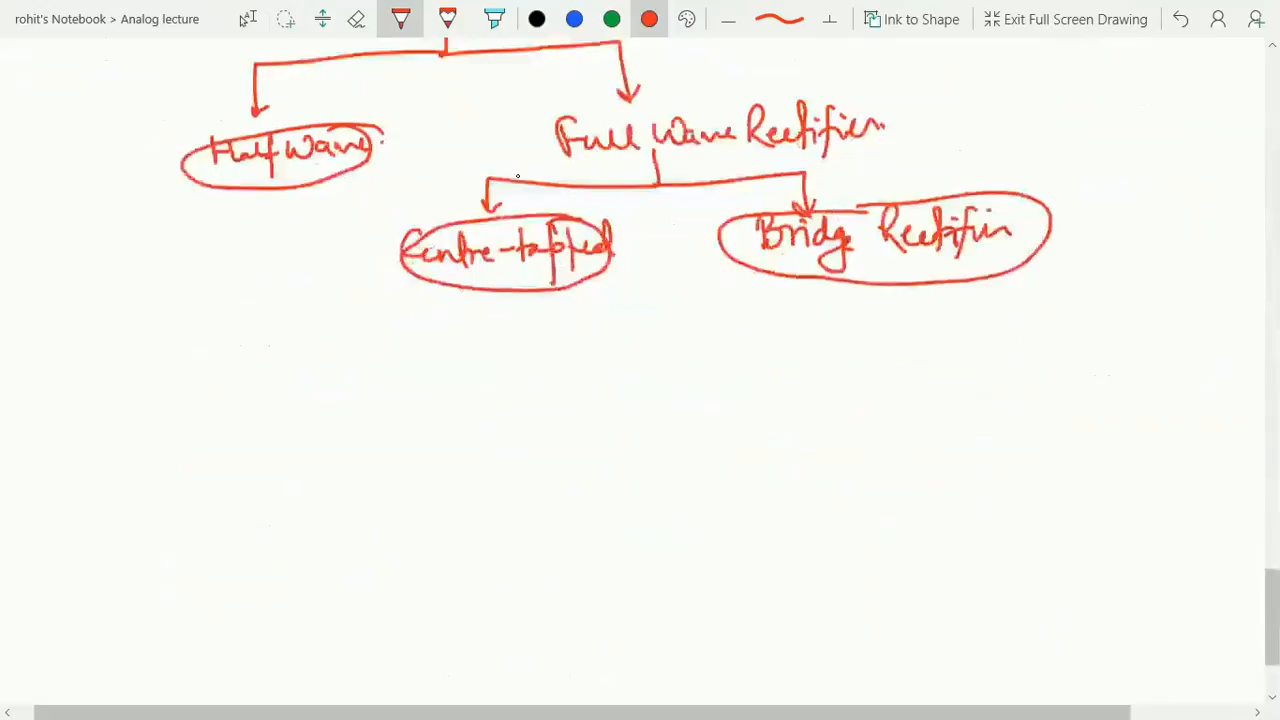 rohit's Notebook > Analog lecture
Ink to Shape
Exit Full Screen Drawing
Half Wave
Full Wave Rectifier
Centre-tapped
Bridge Rectifier